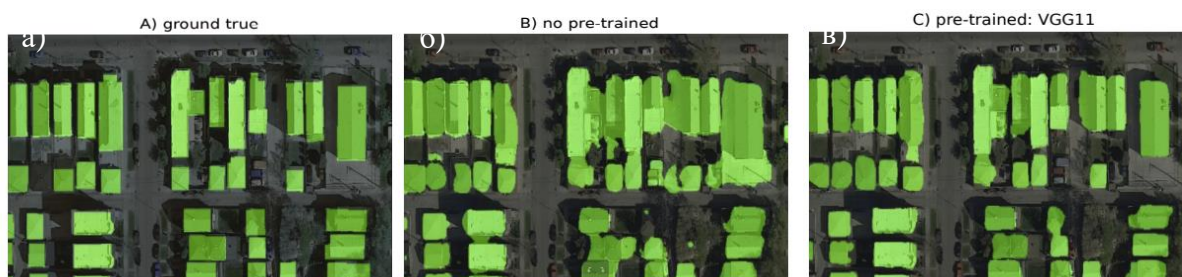 A) ground true
B) no pre-trained
C) pre-trained: VGG11
а)
б)
в)